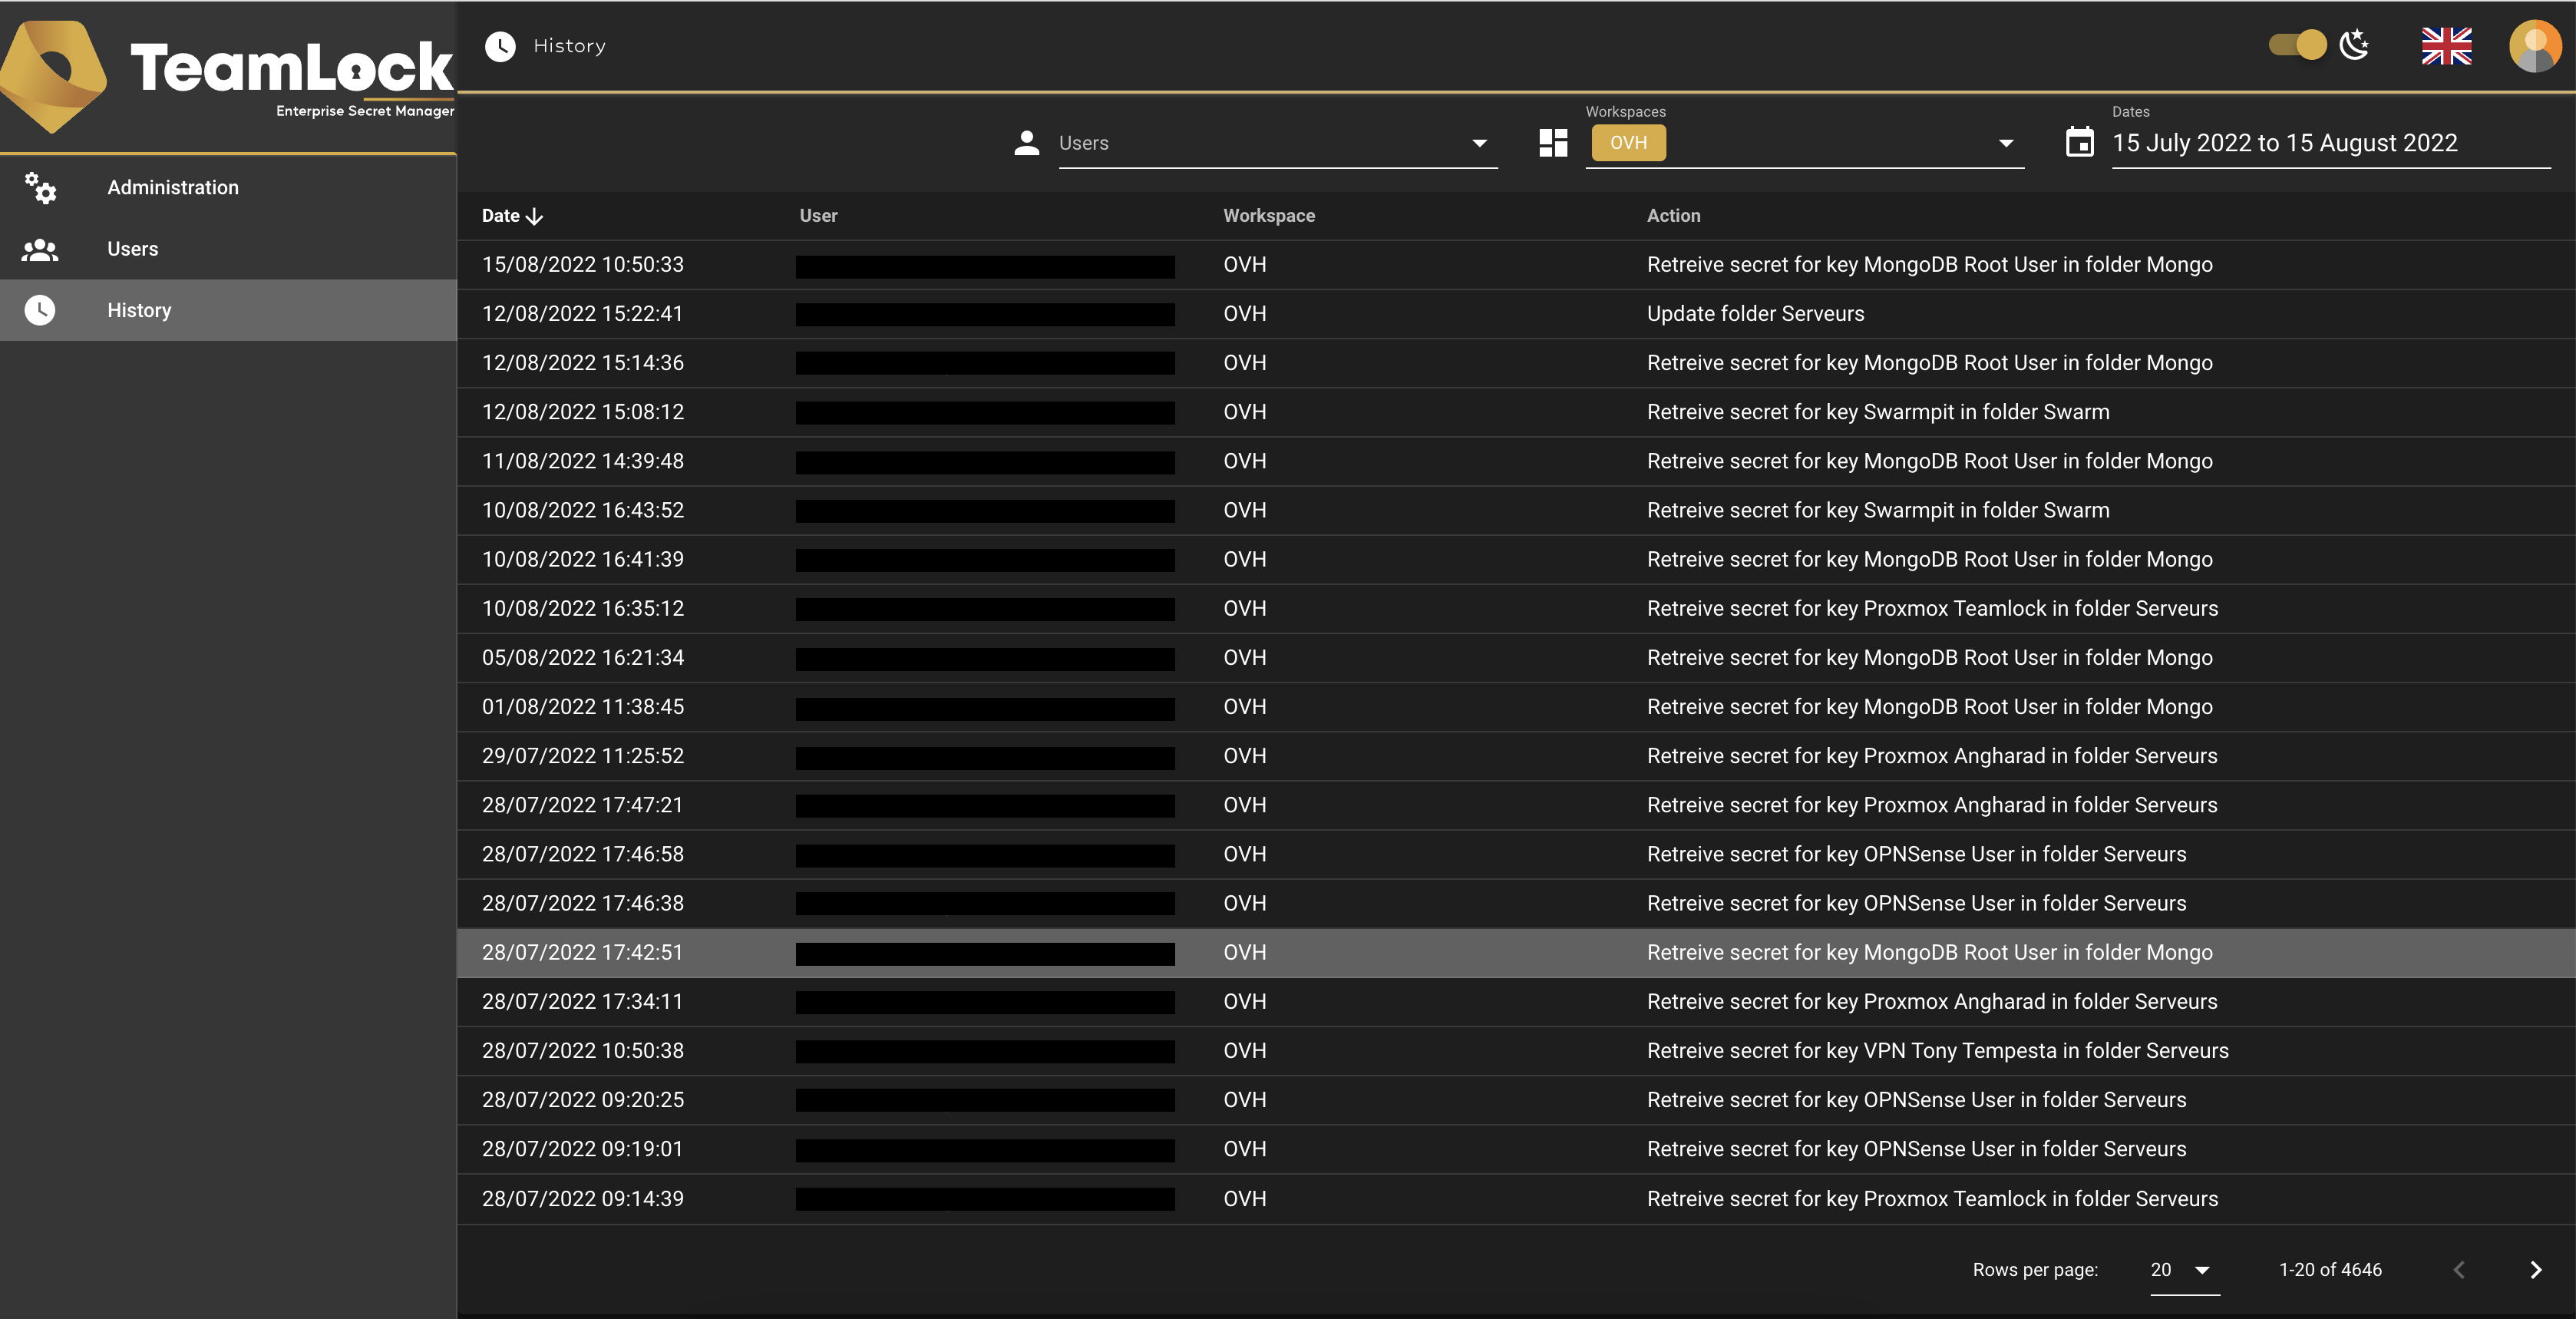 TeamLock
Enterprise Secret Manager
Administration
Users
History
History
Users
Workspaces
OVH
Dates
15 July 2022 to 15 August 2022
Date User Workspace Action
15/08/2022 10:50:33 OVH Retreive secret for key MongoDB Root User in folder Mongo
12/08/2022 15:22:41 OVH Update folder Serveurs
12/08/2022 15:14:36 OVH Retreive secret for key MongoDB Root User in folder Mongo
12/08/2022 15:08:12 OVH Retreive secret for key Swarmpit in folder Swarm
11/08/2022 14:39:48 OVH Retreive secret for key MongoDB Root User in folder Mongo
10/08/2022 16:43:52 OVH Retreive secret for key Swarmpit in folder Swarm
10/08/2022 16:41:39 OVH Retreive secret for key MongoDB Root User in folder Mongo
10/08/2022 16:35:12 OVH Retreive secret for key Proxmox Teamlock in folder Serveurs
05/08/2022 16:21:34 OVH Retreive secret for key MongoDB Root User in folder Mongo
01/08/2022 11:38:45 OVH Retreive secret for key MongoDB Root User in folder Mongo
29/07/2022 11:25:52 OVH Retreive secret for key Proxmox Angharad in folder Serveurs
28/07/2022 17:47:21 OVH Retreive secret for key Proxmox Angharad in folder Serveurs
28/07/2022 17:46:58 OVH Retreive secret for key OPNSense User in folder Serveurs
28/07/2022 17:46:38 OVH Retreive secret for key OPNSense User in folder Serveurs
28/07/2022 17:42:51 OVH Retreive secret for key MongoDB Root User in folder Mongo
28/07/2022 17:34:11 OVH Retreive secret for key Proxmox Angharad in folder Serveurs
28/07/2022 10:50:38 OVH Retreive secret for key VPN Tony Tempesta in folder Serveurs
28/07/2022 09:20:25 OVH Retreive secret for key OPNSense User in folder Serveurs
28/07/2022 09:19:01 OVH Retreive secret for key OPNSense User in folder Serveurs
28/07/2022 09:14:39 OVH Retreive secret for key Proxmox Teamlock in folder Serveurs
Rows per page: 20 1-20 of 4646